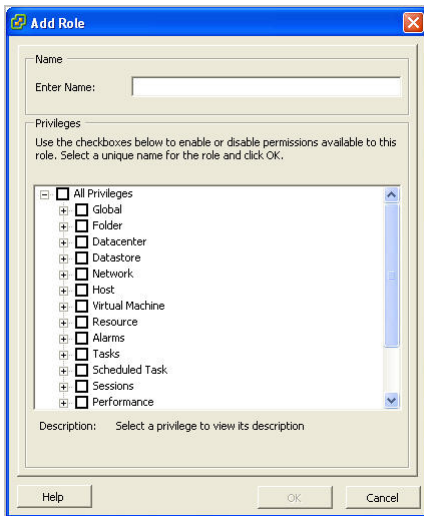 Add Role
Name
Enter Name:
Privileges
Use the checkboxes below to enable or disable permissions available to this
role. Select a unique name for the role and click OK.
All Privileges
Global
Folder
Datacenter
Datastore
Network
Host
Virtual Machine
Resource
Alarms
Tasks
Scheduled Task
Sessions
Performance
Description: Select a privilege to view its description
Help OK Cancel